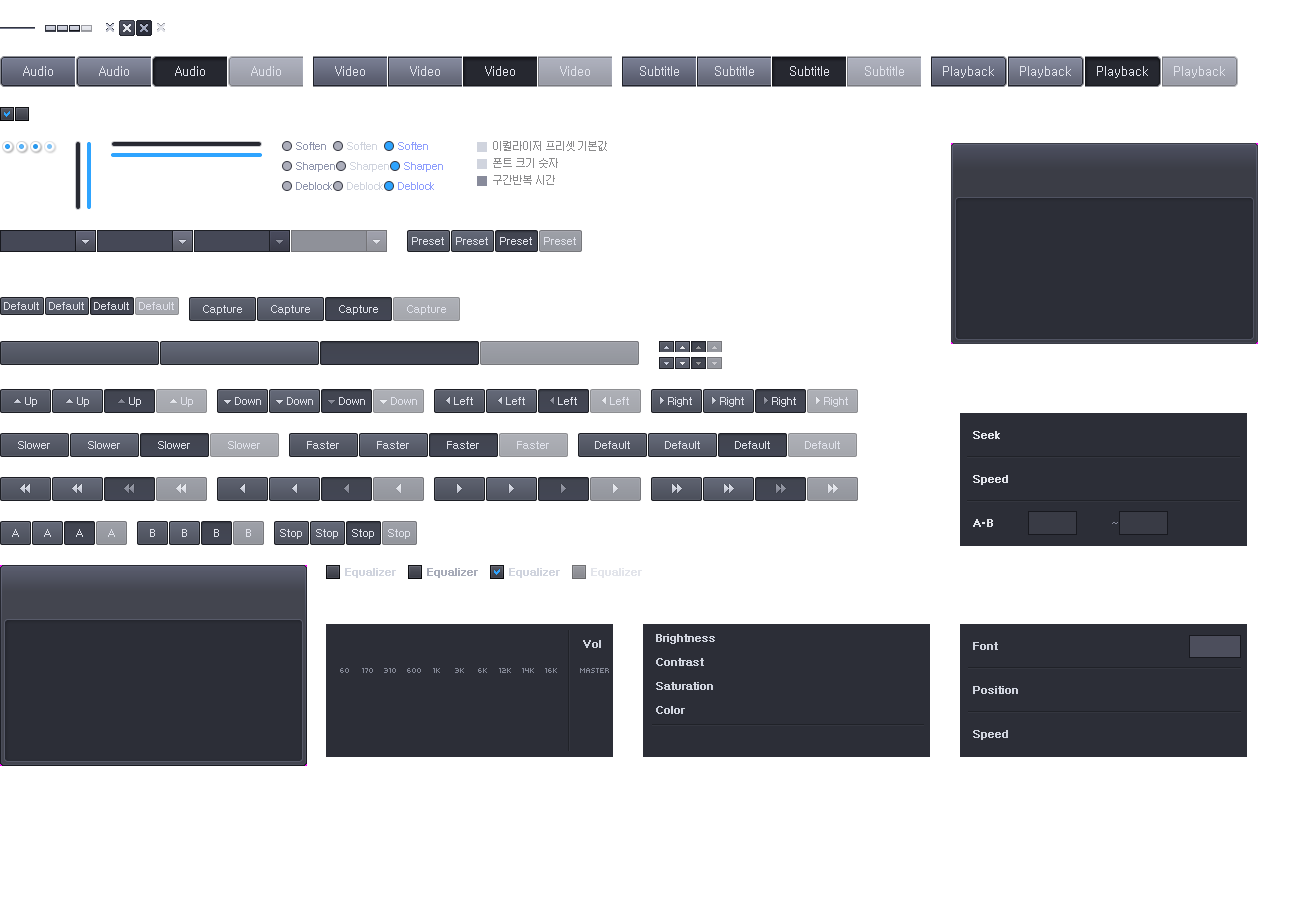 Audio Audio Audio Audio Video Video Video Video Subtitle Subtitle Subtitle Subtitle Playback Playback Playback Playback
Soften Soften Soften
Sharpen Sharpen Sharpen
Deblock Deblock Deblock
이퀄라이저 프리셋 기본값
폰트 크기 숫자
구간반복 시간
Preset Preset Preset Preset
Default Default Default Default Capture Capture Capture Capture
Up Up Up Up Down Down Down Down Left Left Left Left Right Right Right Right
Slower Slower Slower Slower Faster Faster Faster Faster Default Default Default Default
A A A A B B B B Stop Stop Stop Stop
Seek
Speed
A-B ~
Equalizer Equalizer Equalizer Equalizer
Vol
60 170 310 600 1K 3K 6K 12K 14K 16K MASTER
Brightness
Contrast
Saturation
Color
Font
Position
Speed